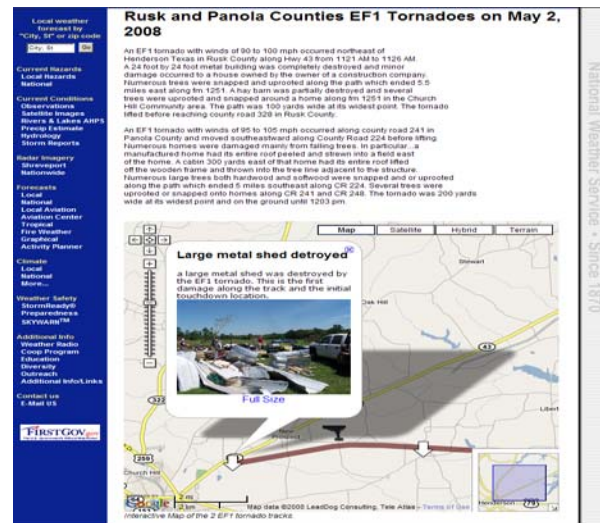 Local weather
forecast by
"City, St" or zip code
City, St
Go
Current Hazards
Local Hazards
National
Current Conditions
Observations
Satellite Images
Rivers & Lakes AHPS
Precip Estimate
Hydrology
Storm Reports
Radar Imagery
Shreveport
Nationwide
Forecasts
Local
National
Local Aviation
Aviation Center
Tropical
Fire Weather
Graphical
Activity Planner
Climate
Local
National
More...
Weather Safety
StormReady®
Preparedness
SKYWARN™
Additional Info
Weather Radio
Coop Program
Education
Diversity
Outreach
Additional Info/Links
Contact us
E-Mail US
FIRSTGOV
Rusk and Panola Counties EF1 Tornadoes on May 2,
2008
An EF1 tornado with winds of 90 to 100 mph occurred northeast of
Henderson Texas in Rusk County along Hwy 43 from 1121 AM to 1126 AM.
A 24 foot by 24 foot metal building was completely destroyed and minor
damage occurred to a house owned by the owner of a construction company.
Numerous trees were snapped and uprooted along the path which ended 5.5
miles east along fm 1251. A hay barn was partially destroyed and several
trees were uprooted and snapped around a home along fm 1251 in the Church
Hill Community area. The path was 100 yards wide at its widest point. The tornado
lifted before reaching county road 328 in Rusk County.
An EF1 tornado with winds of 95 to 105 mph occurred along county road 241 in
Panola County and moved southeastward along County Road 224 before lifting.
Numerous homes were damaged mainly from falling trees. In particular...a
manufactured home had its entire roof peeled and strewn into a field east
of the home. A cabin 300 yards east of that home had its entire roof lifted
off the wooden frame and thrown into the tree line adjacent to the structure.
Numerous large trees both hardwood and softwood were snapped and or uprooted
along the path which ended 5 miles southeast along CR 224. Several trees were
uprooted or snapped onto homes along CR 241 and CR 248. The tornado was 200 yards
wide at its widest point and on the ground until 1203 pm.
Map
Satellite
Hybrid
Terrain
Large metal shed detroyed
a large metal shed was destroyed by
the EF1 tornado. This is the first
damage along the track and the initial
touchdown location.
Full Size
Stewart
Oak Hill
43
322
Libert
New
Prospect
259
Church Hill
2 mi
2 km
Map data ©2008 LeadDog Consulting, Tele Atlas - Terms of Use
Henderson
79
Interactive Map of the 2 EF1 tornado tracks.
National Weather Service • Since 1870